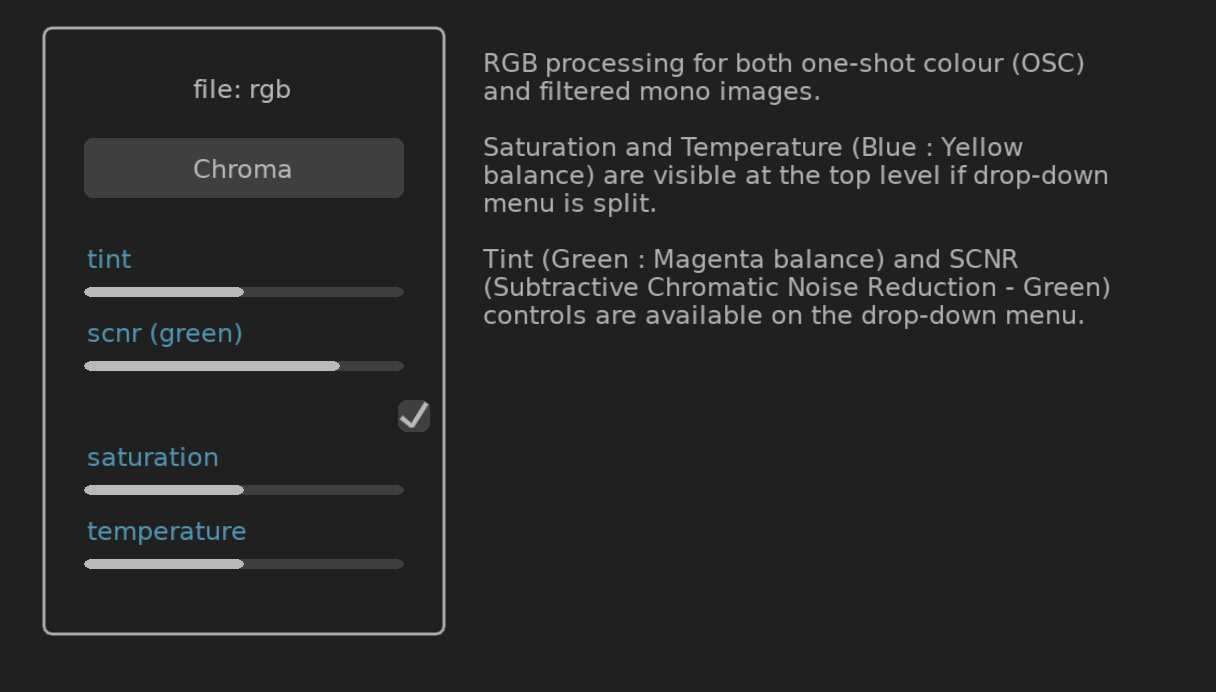 file: rgb
Chroma
tint
scnr (green)
saturation
temperature
RGB processing for both one-shot colour (OSC)
and filtered mono images.
Saturation and Temperature (Blue : Yellow
balance) are visible at the top level if drop-down
menu is split.
Tint (Green : Magenta balance) and SCNR
(Subtractive Chromatic Noise Reduction - Green)
controls are available on the drop-down menu.